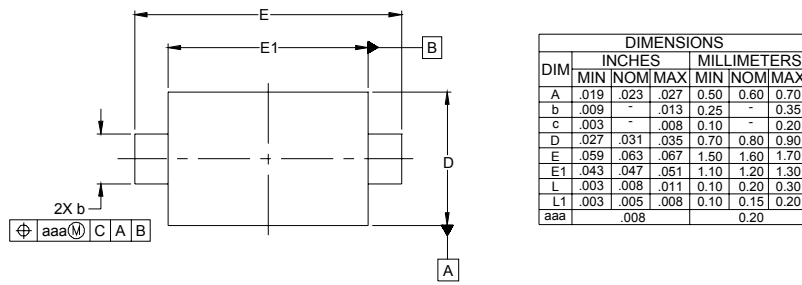 E
E1
B
D
2X b
⌖ aaaⓂ C A B
A
DIMENSIONS
DIM INCHES MILLIMETERS
MIN NOM MAX MIN NOM MAX
A .019 .023 .027 0.50 0.60 0.70
b .009 - .013 0.25 - 0.35
c .003 - .008 0.10 - 0.20
D .027 .031 .035 0.70 0.80 0.90
E .059 .063 .067 1.50 1.60 1.70
E1 .043 .047 .051 1.10 1.20 1.30
L .003 .008 .011 0.10 0.20 0.30
L1 .003 .005 .008 0.10 0.15 0.20
aaa .008 0.20